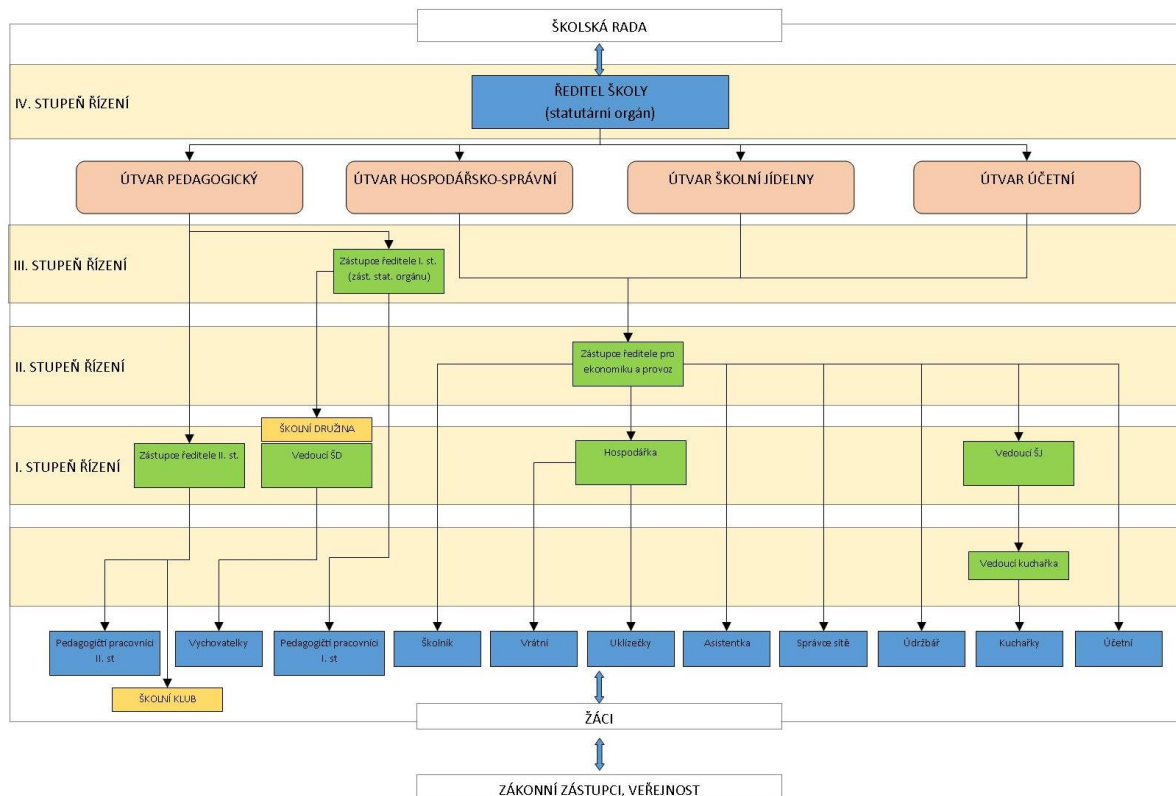 ŠKOLSKÁ RADA
IV. STUPEŇ ŘÍZENÍ
ŘEDITEL ŠKOLY
(statutární orgán)
ÚTVAR PEDAGOGICKÝ
ÚTVAR HOSPODÁŘSKO-SPRÁVNÍ
ÚTVAR ŠKOLNÍ JÍDELNY
ÚTVAR ÚČETNÍ
III. STUPEŇ ŘÍZENÍ
Zástupce ředitele I. st.
(zást. stat. orgánu)
II. STUPEŇ ŘÍZENÍ
Zástupce ředitele pro
ekonomiku a provoz
ŠKOLNÍ DRUŽINA
I. STUPEŇ ŘÍZENÍ
Zástupce ředitele II. st.
Vedoucí ŠD
Hospodářka
Vedoucí ŠJ
Vedoucí kuchařka
Pedagogičtí pracovníci
II. st
Vychovatelky
Pedagogičtí pracovníci
I. st
Školník
Vrátní
Uklízečky
Asistentka
Správce sítě
Údržbář
Kuchařky
Účetní
ŠKOLNÍ KLUB
ŽÁCI
ZÁKONNÍ ZÁSTUPCI, VEŘEJNOST